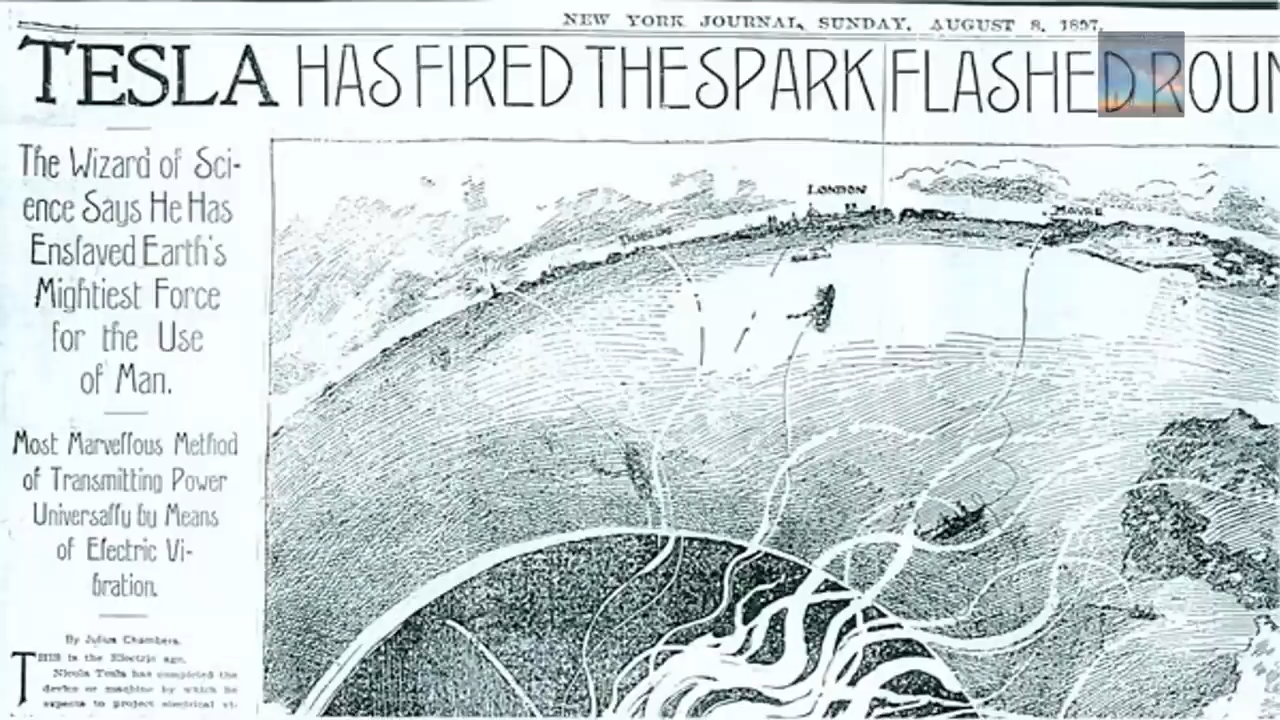 NEW YORK JOURNAL, SUNDAY, AUGUST 8, 1897.
TESLA HAS FIRED THE SPARK FLASHED ROUN
The Wizard of Sci-
ence Says He Has
Enslaved Earth's
Mightiest Force
for the Use
of Man.
Most Marvellous Method
of Transmitting Power
Universally by Means
of Electric Vi-
bration.
By Julius Chambers.
THIS is the Electric age.
Nicola Tesla has completed the
device or machine by which he
expects to project electrical vi-
LONDON
HAVRE